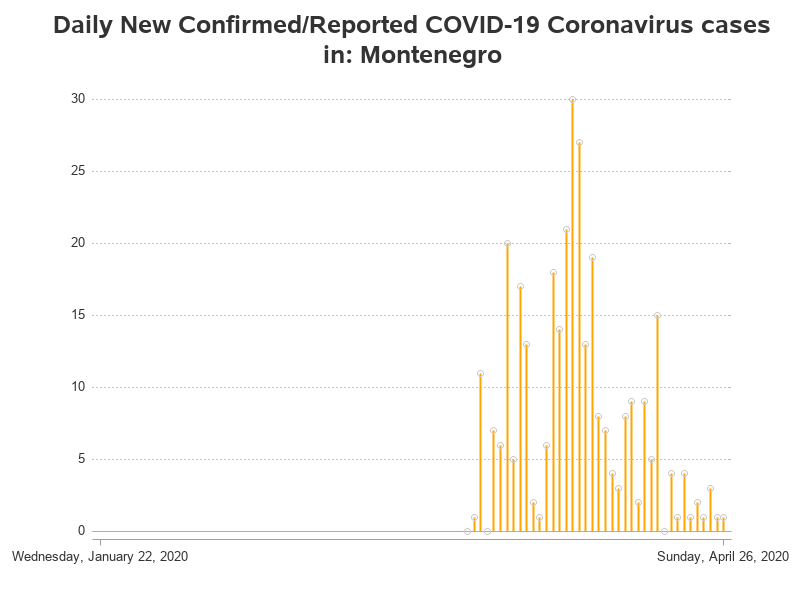 Daily New Confirmed/Reported COVID-19 Coronavirus cases
in: Montenegro
30
25
20
15
10
5
0
Wednesday, January 22, 2020
Sunday, April 26, 2020